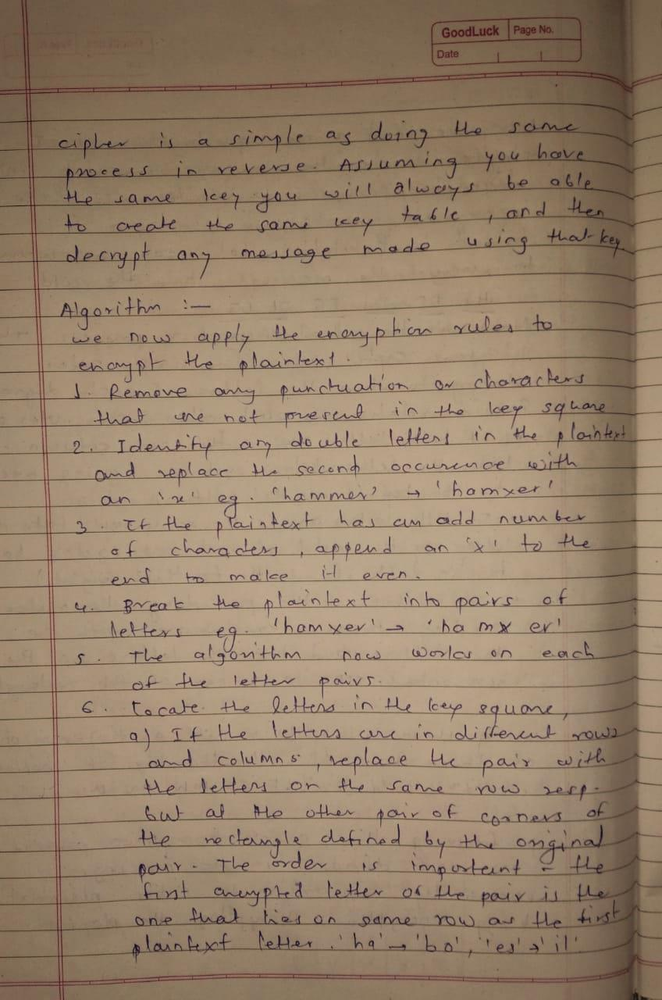 GoodLuck Page No.
Date
cipher is a simple as doing the same
process in reverse. Assuming you have
the same key you will always be able
to create the same key table, and then
decrypt any message made using that key
Algorithm :-
we now apply the encryption rules to
encrypt the plaintext.
1. Remove any punctuation or characters
that are not present in the key square
2. Identify any double letters in the plaintext
and replace the second occurence with
an 'x' eg. 'hammer' → 'hamxer'
3. If the plaintext has an odd number
of characters, append an 'x' to the
end to make it even.
4. Break the plaintext into pairs of
letters eg. 'hamxer' → 'ha mx er'
5. The algorithm now works on each
of the letter pairs.
6. Locate the letters in the key square,
a) If the letters are in different rows
and columns, replace the pair with
the letters on the same row resp.
but at the other pair of corners of
the rectangle defined by the original
pair. The order is important - the
first encrypted letter of the pair is the
one that lies on same row as the first
plaintext letter. 'ha' → 'bo', 'es' → 'il'